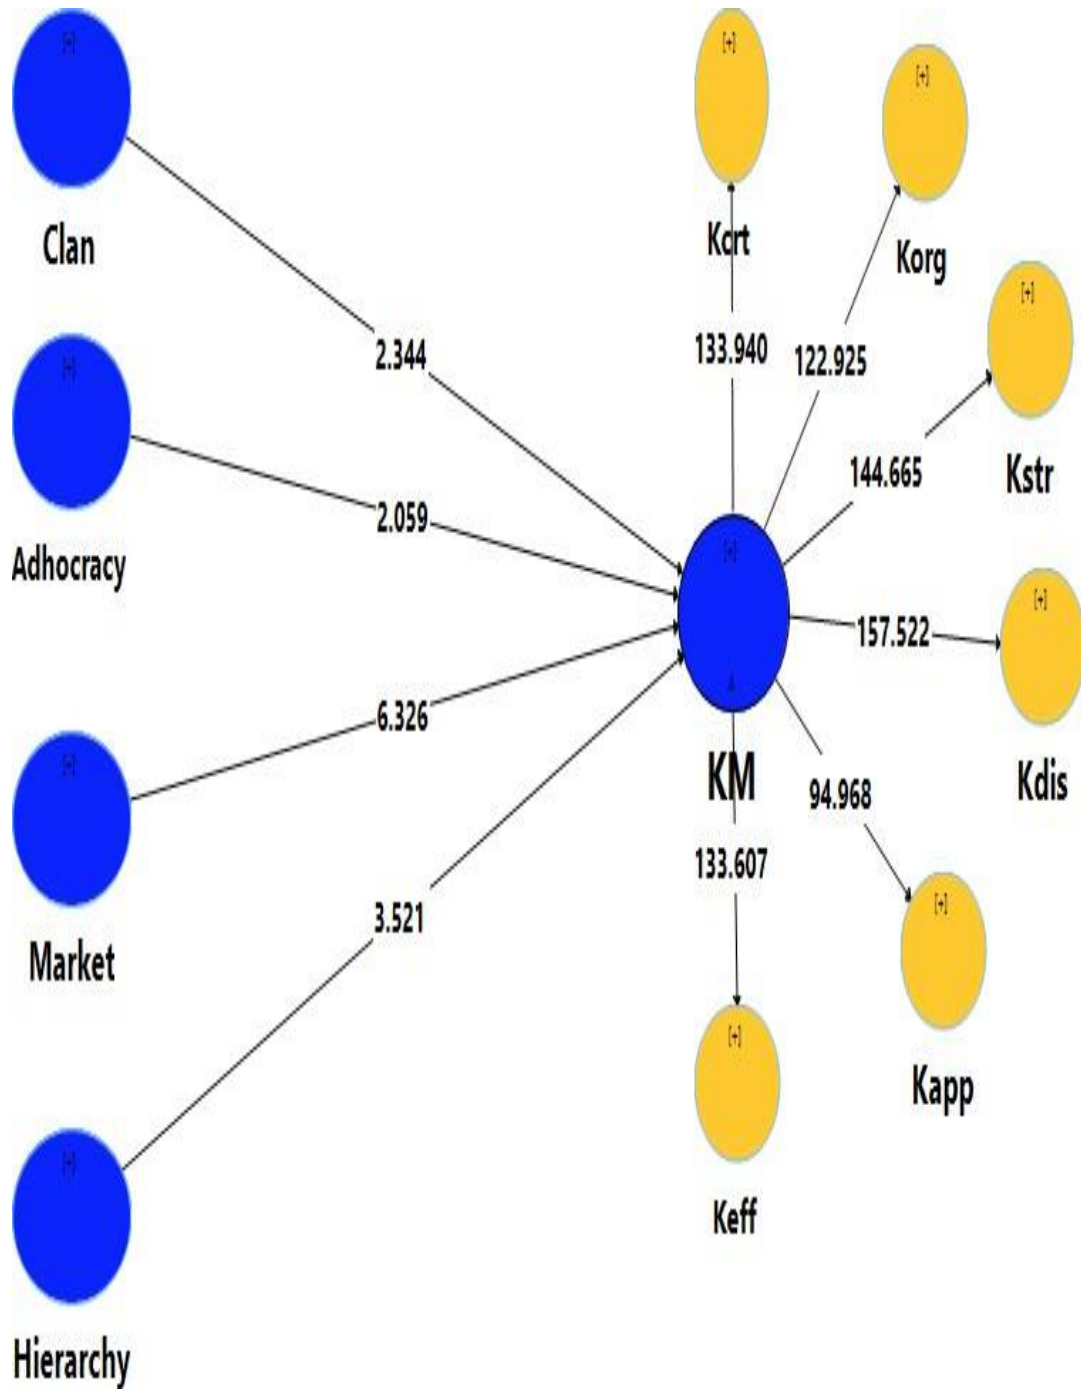 [+]
Clan
[+]
Adhocracy
[+]
Market
[+]
Hierarchy
2.344
2.059
6.326
3.521
[+]
KM
133.940
122.925
144.665
157.522
94.968
133.607
[+]
Kcrt
[+]
Korg
[+]
Kstr
[+]
Kdis
[+]
Kapp
[+]
Keff